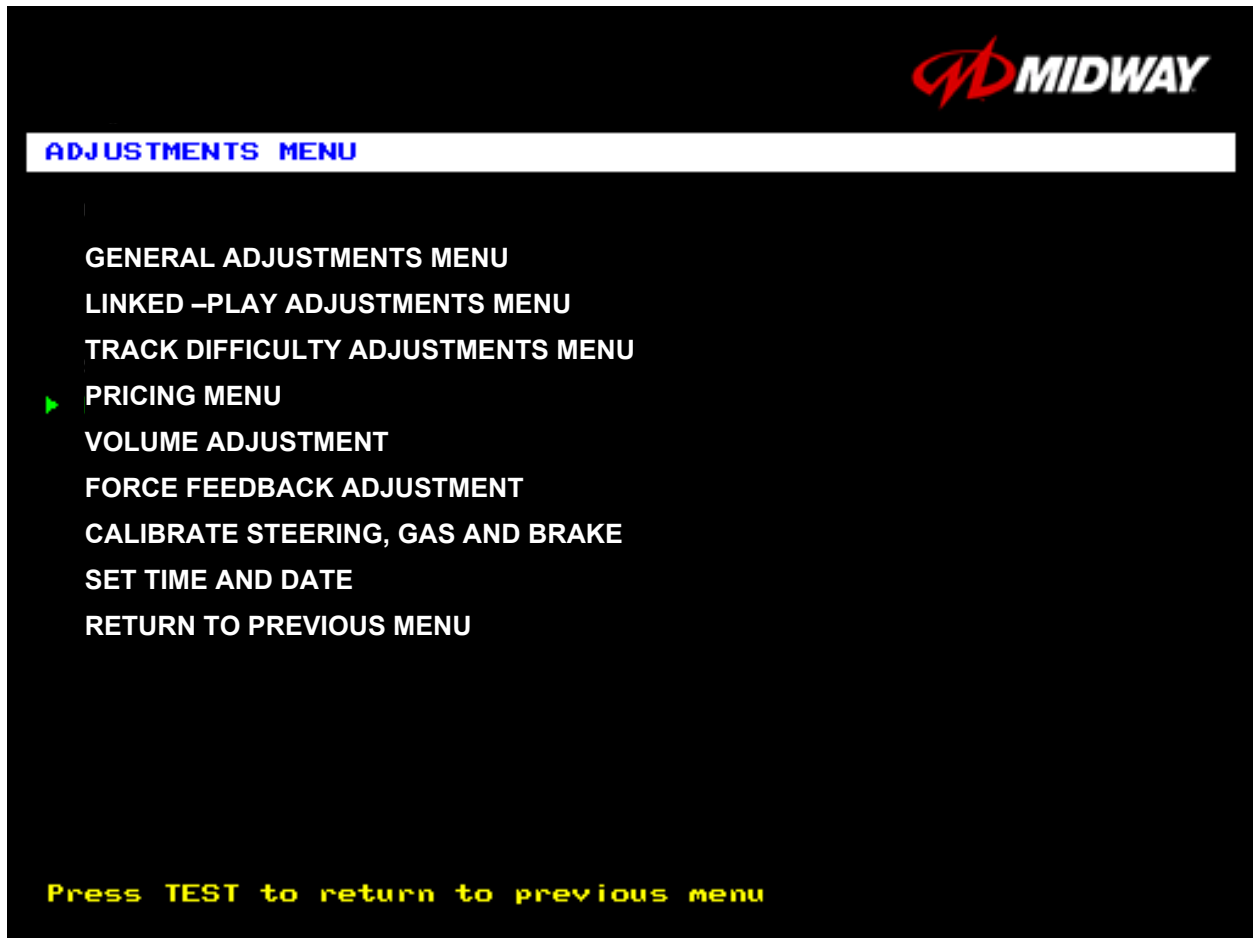 MIDWAY
ADJUSTMENTS MENU
GENERAL ADJUSTMENTS MENU
LINKED –PLAY ADJUSTMENTS MENU
TRACK DIFFICULTY ADJUSTMENTS MENU
PRICING MENU
VOLUME ADJUSTMENT
FORCE FEEDBACK ADJUSTMENT
CALIBRATE STEERING, GAS AND BRAKE
SET TIME AND DATE
RETURN TO PREVIOUS MENU
Press TEST to return to previous menu